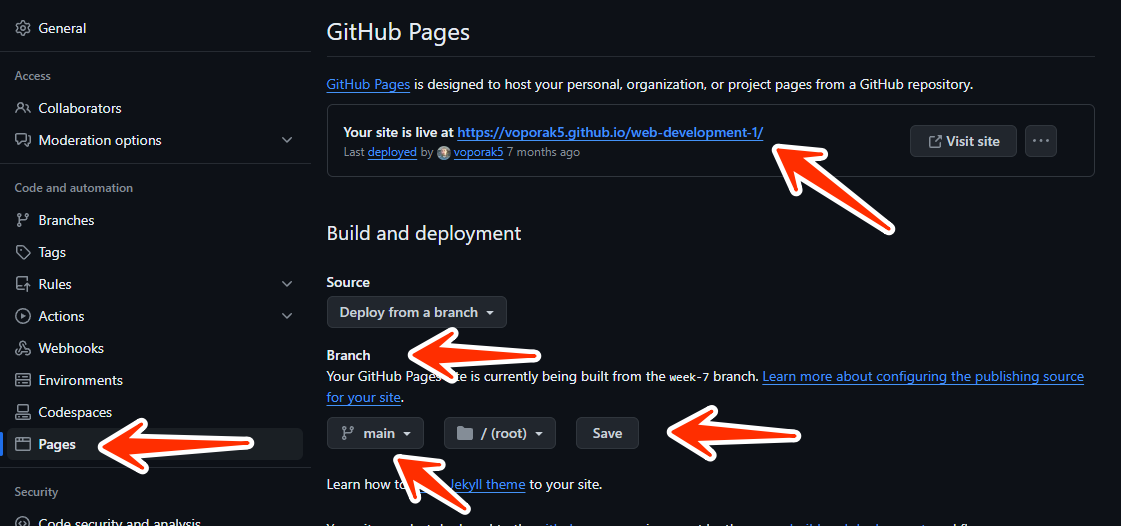 General
Access
Collaborators
Moderation options
Code and automation
Branches
Tags
Rules
Actions
Webhooks
Environments
Codespaces
Pages
Security
Code security and analysis
GitHub Pages
GitHub Pages is designed to host your personal, organization, or project pages from a GitHub repository.
Your site is live at https://voporak5.github.io/web-development-1/
Last deployed by voporak5 7 months ago
Visit site
Build and deployment
Source
Deploy from a branch
Branch
Your GitHub Pages is currently being built from the week-7 branch. Learn more about configuring the publishing source
for your site.
main
/ (root)
Save
Learn how to Jekyll theme to your site.